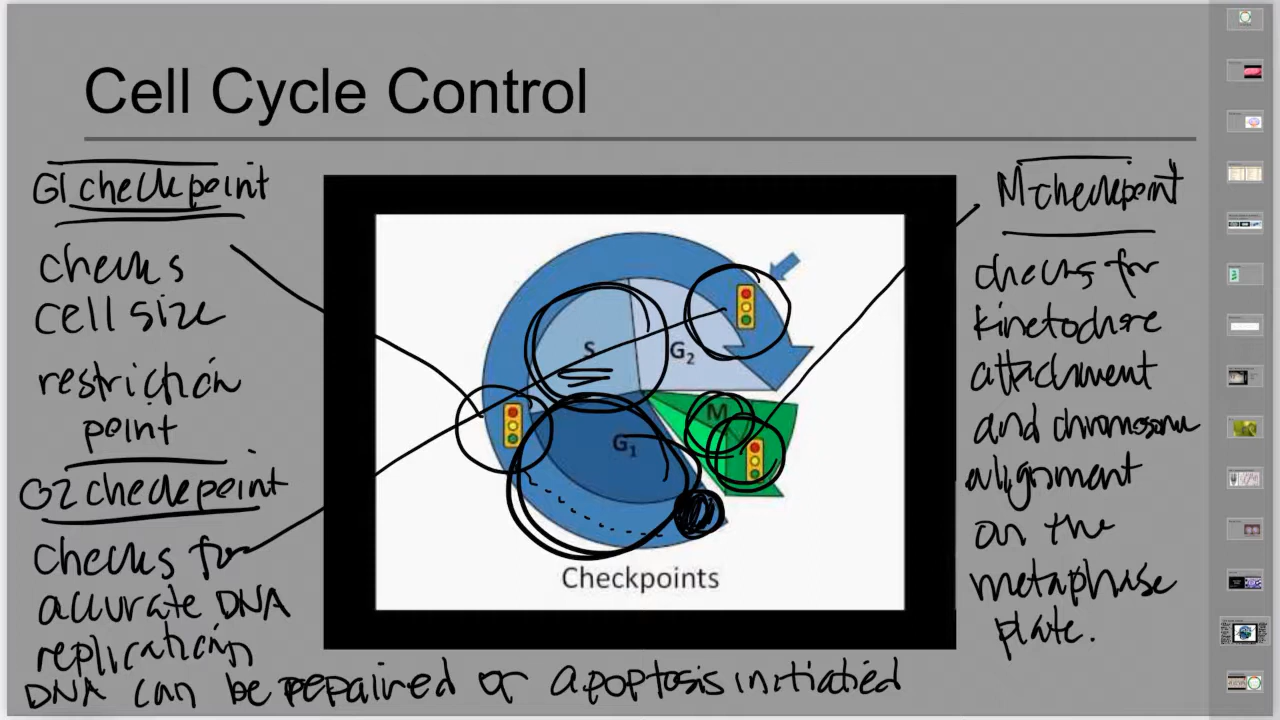 Cell Cycle Control
G1 checkpoint
checks
cell size
restriction
point
G2 checkpoint
checks for
accurate DNA
replication
DNA can be repaired or apoptosis initiatied
S
G2
G1
M
Checkpoints
M-checkpoint
checks for
kinetochore
attachment
and chromosome
alignment
on the
metaphase
plate.